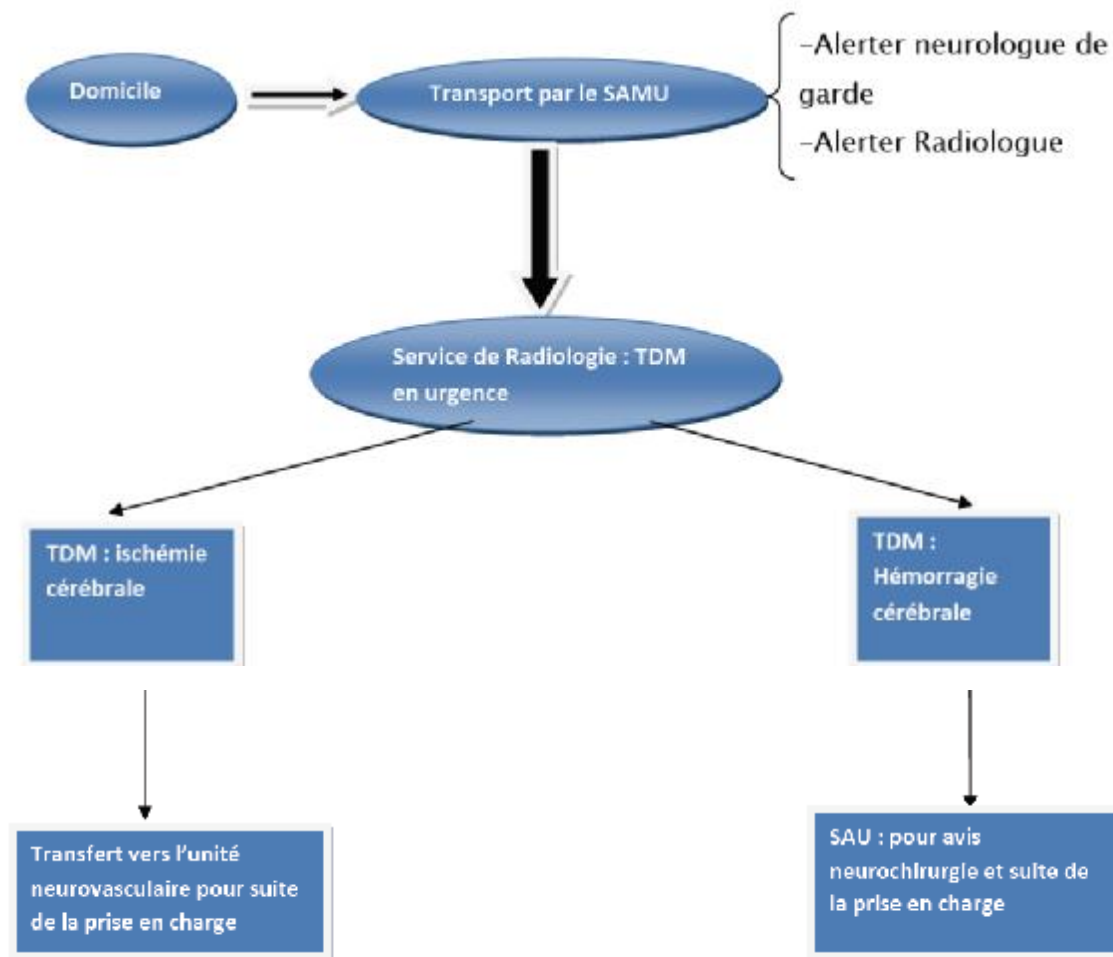 Domicile
Transport par le SAMU
-Alerter neurologue de
garde
-Alerter Radiologue
Service de Radiologie : TDM
en urgence
TDM : ischémie
cérébrale
TDM :
Hémorragie
cérébrale
Transfert vers l'unité
neurovasculaire pour suite
de la prise en charge
SAU : pour avis
neurochirurgie et suite de
la prise en charge